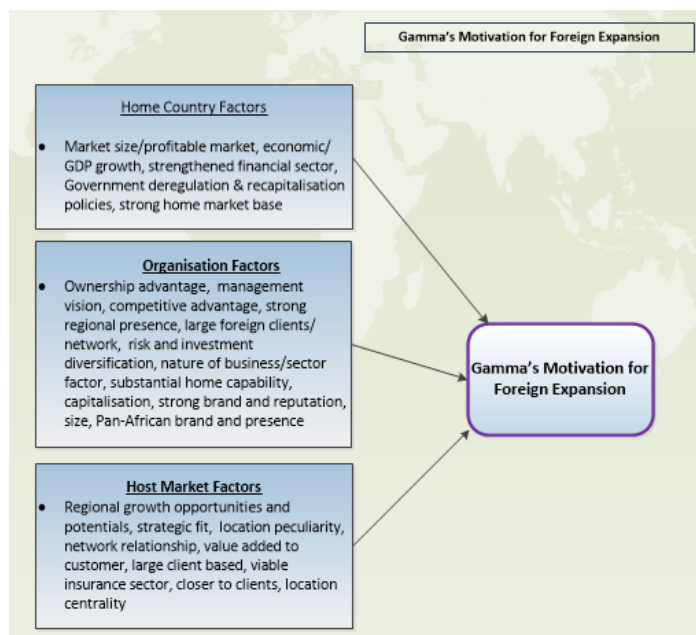 Gamma's Motivation for Foreign Expansion
Home Country Factors
• Market size/profitable market, economic/
GDP growth, strengthened financial sector,
Government deregulation & recapitalisation
policies, strong home market base
Organisation Factors
• Ownership advantage, management
vision, competitive advantage, strong
regional presence, large foreign clients/
network, risk and investment
diversification, nature of business/sector
factor, substantial home capability,
capitalisation, strong brand and reputation,
size, Pan-African brand and presence
Gamma's Motivation for
Foreign Expansion
Host Market Factors
• Regional growth opportunities and
potentials, strategic fit, location peculiarity,
network relationship, value added to
customer, large client based, viable
insurance sector, closer to clients, location
centrality